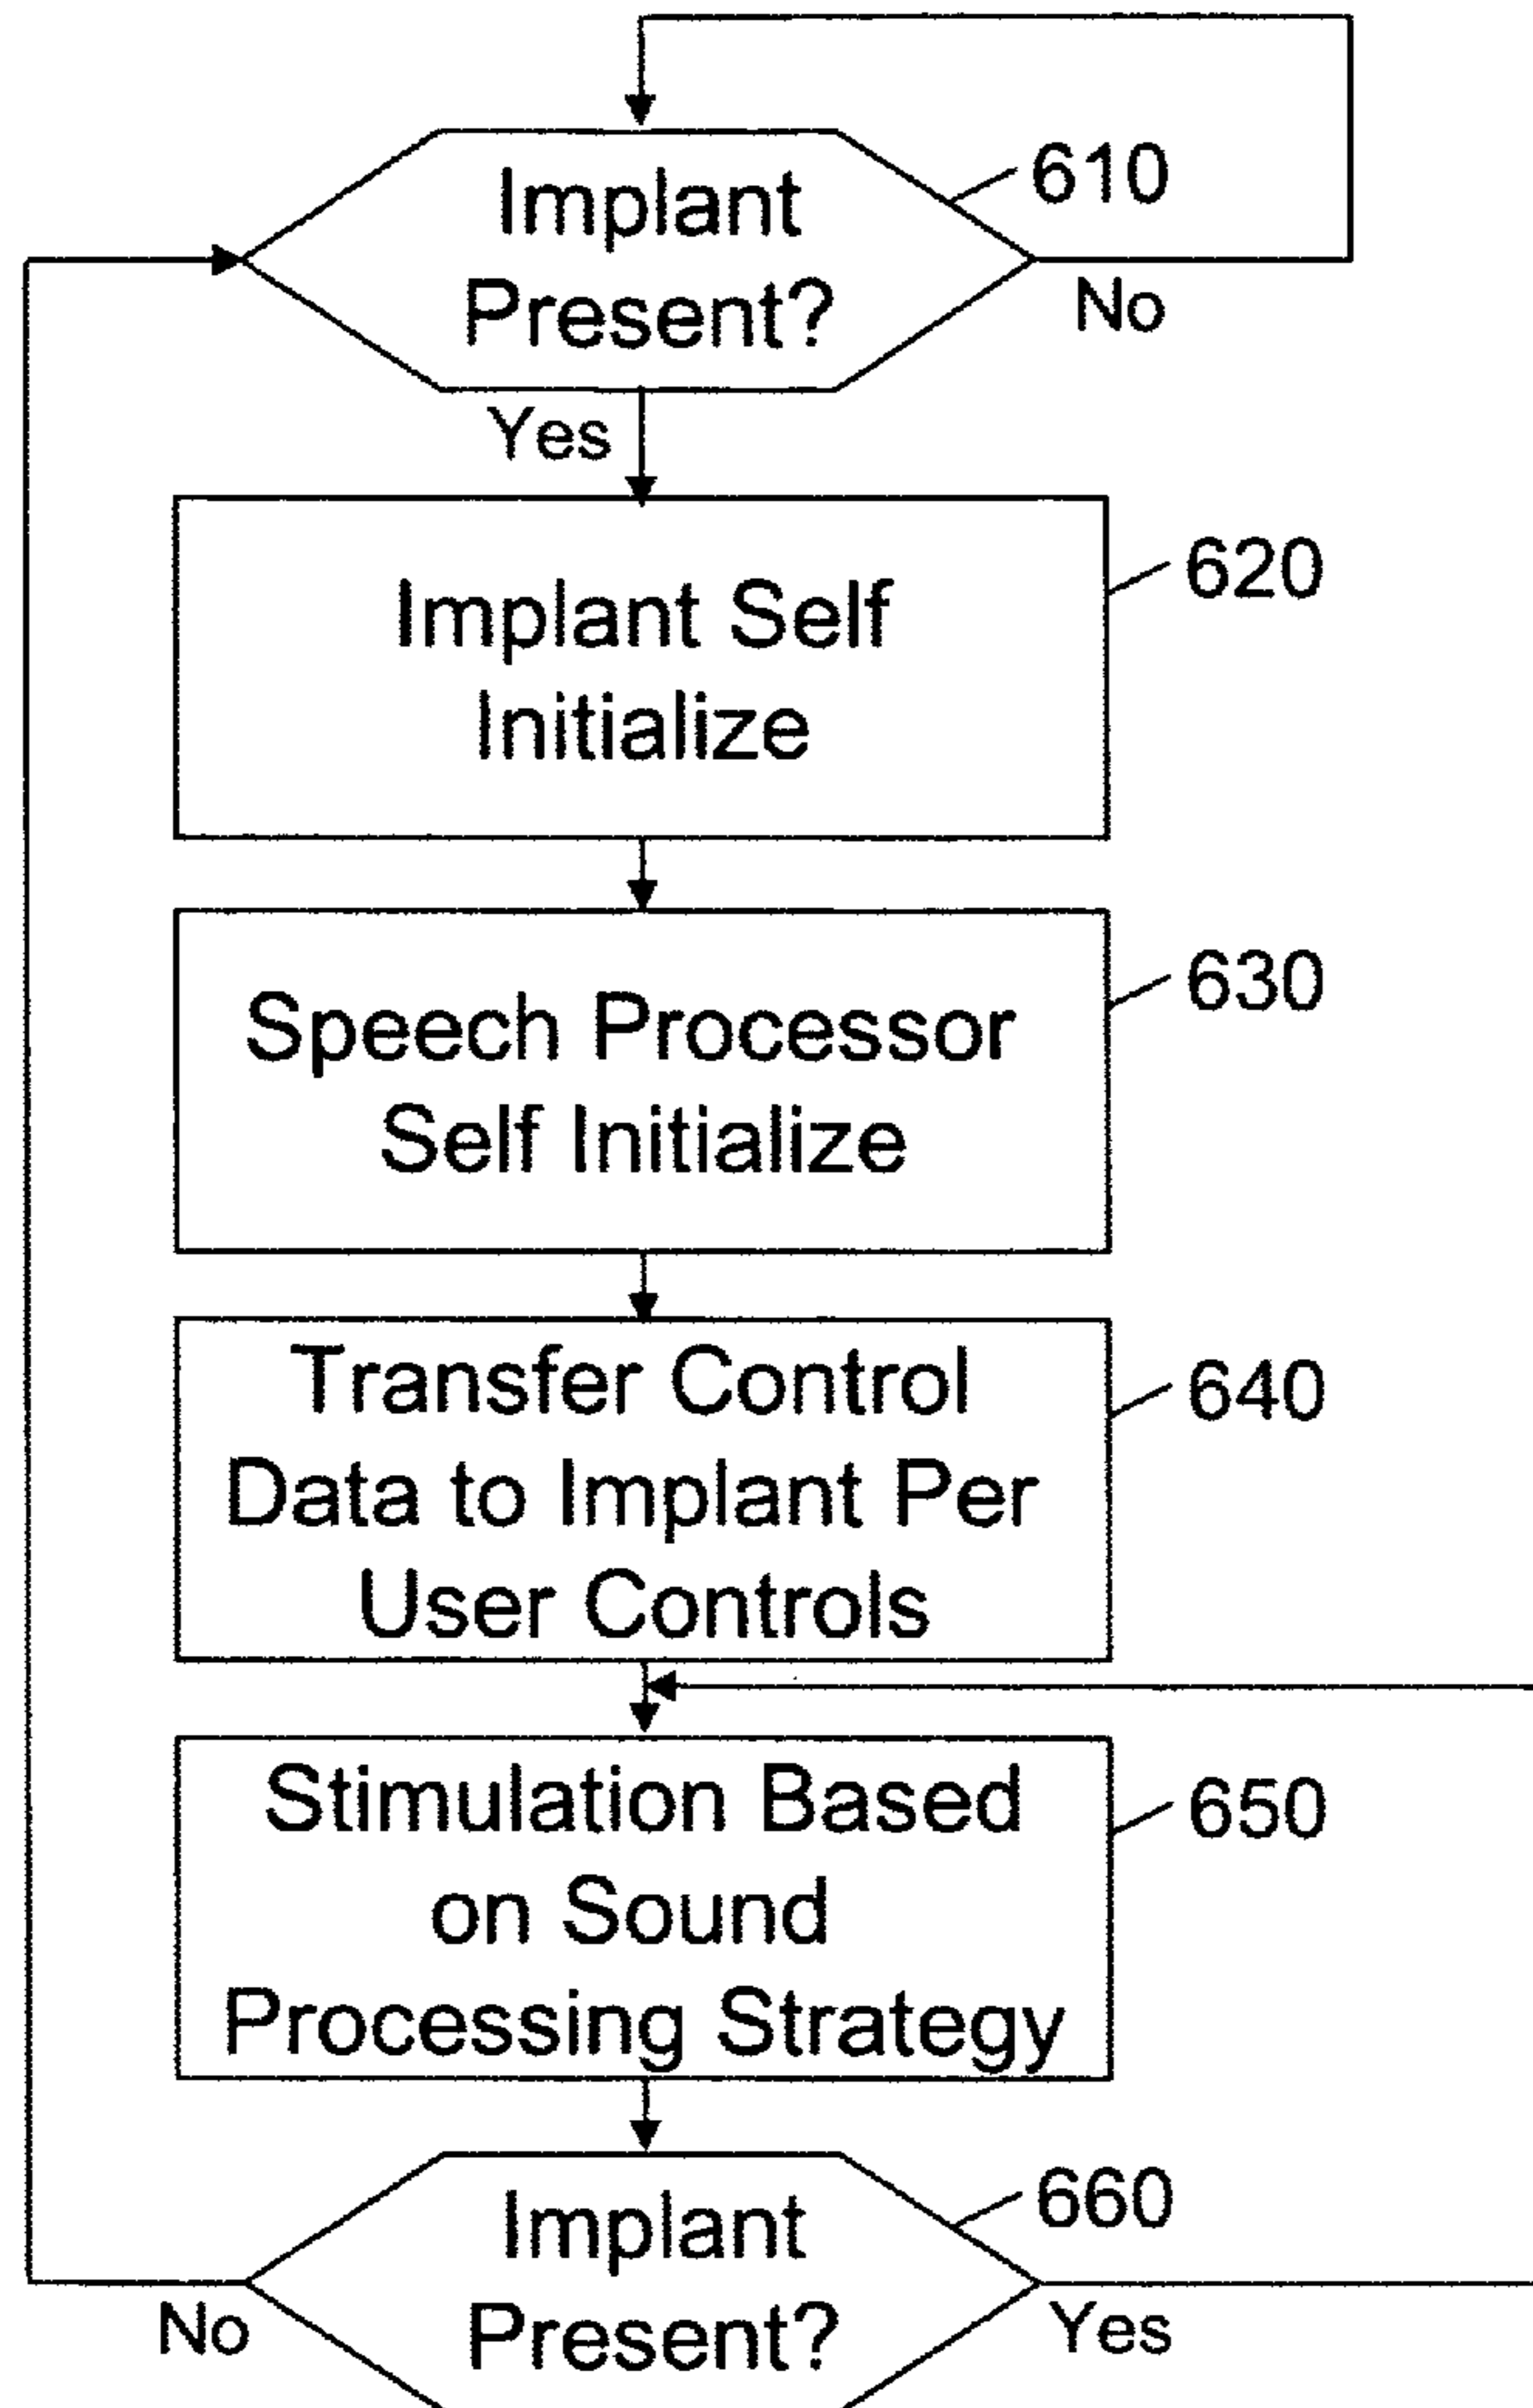 Implant
Present?
610
No
Yes
Implant Self
Initialize
620
Speech Processor
Self Initialize
630
Transfer Control
Data to Implant Per
User Controls
640
Stimulation Based
on Sound
Processing Strategy
650
Implant
Present?
660
No
Yes